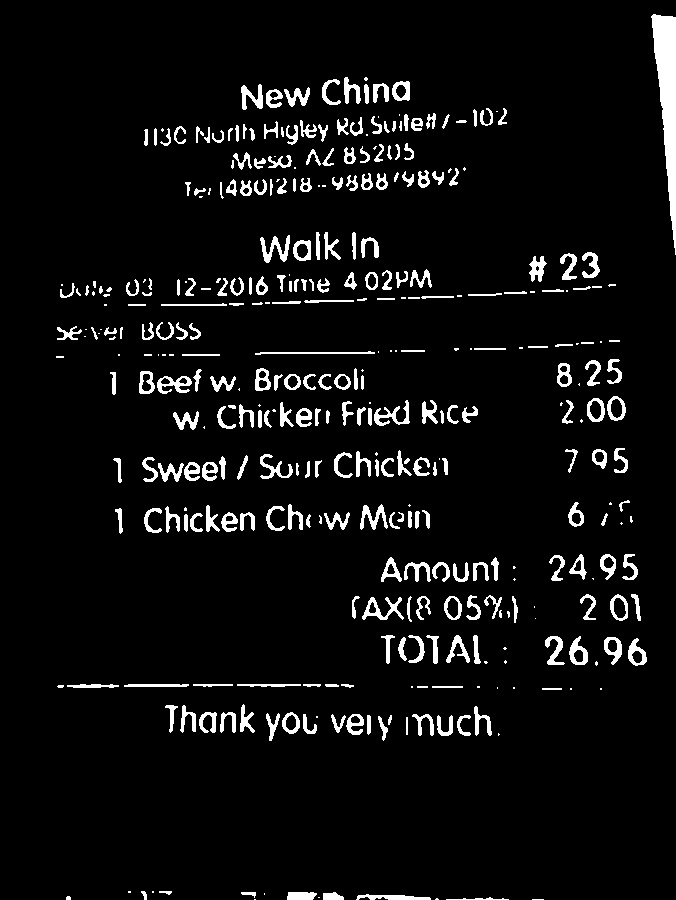 New China
1130 North Higley Rd.Suite# / -102
Mesa, AZ 85205
Tel (480)218-9888/9892
Walk In
# 23
Date 03 12-2016 Time 4 02PM
Server BOSS
1 Beef w. Broccoli 8.25
w. Chicken Fried Rice 2.00
1 Sweet / Sour Chicken 7.95
1 Chicken Chow Mein 6.75
Amount : 24.95
TAX(8.05%) : 2.01
TOTAL : 26.96
Thank you very much.